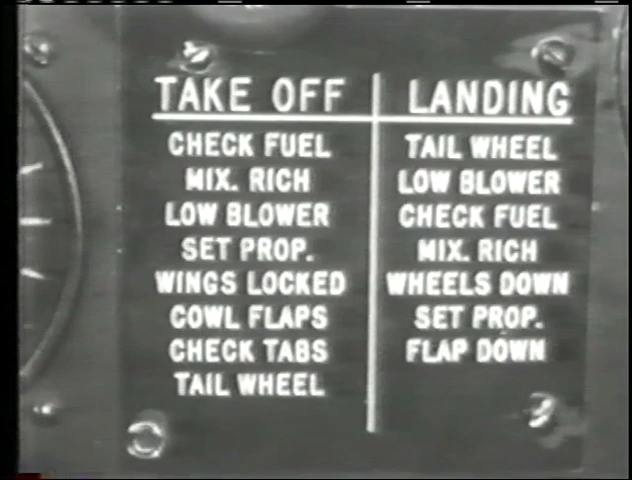 TAKE OFF
CHECK FUEL
MIX. RICH
LOW BLOWER
SET PROP.
WINGS LOCKED
COWL FLAPS
CHECK TABS
TAIL WHEEL
LANDING
TAIL WHEEL
LOW BLOWER
CHECK FUEL
MIX. RICH
WHEELS DOWN
SET PROP.
FLAP DOWN